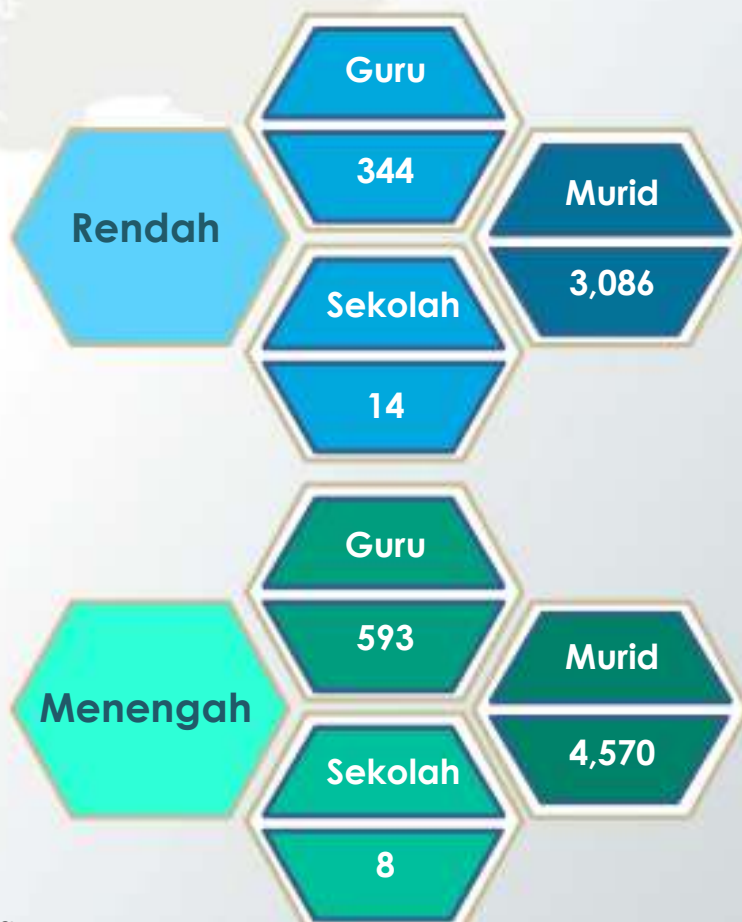 Rendah
Guru
344
Sekolah
14
Murid
3,086
Menengah
Guru
593
Sekolah
8
Murid
4,570